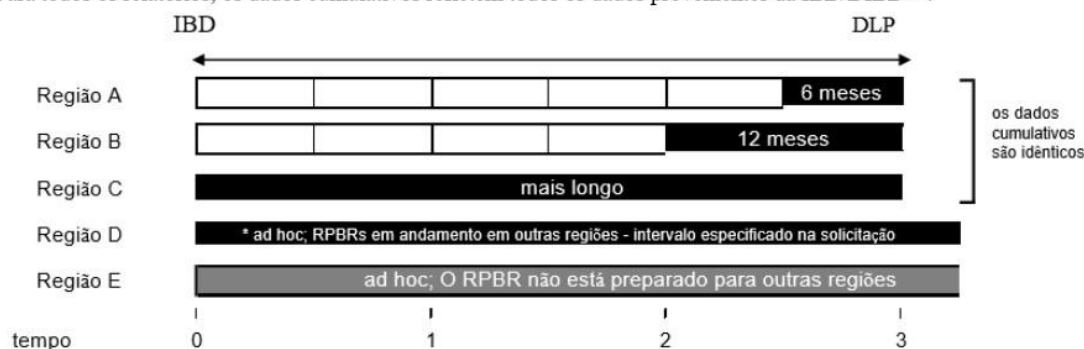 IBD DLP
Região A 6 meses
Região B 12 meses
os dados
cumulativos
são idênticos
Região C mais longo
Região D * ad hoc; RPBRs em andamento em outras regiões - intervalo especificado na solicitação
Região E ad hoc; O RPBR não está preparado para outras regiões
tempo 0 1 2 3